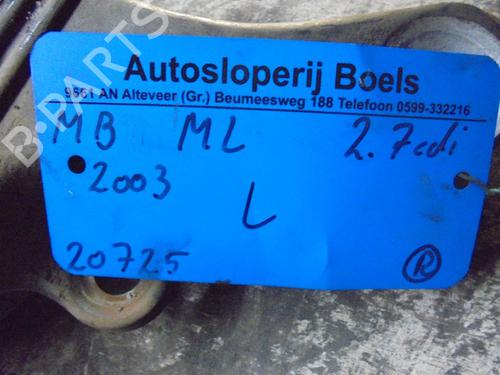 B-PARTS
Autosloperij Boels
9661 AN Alteveer (Gr.) Beumeesweg 188 Telefoon 0599-332216
MB ML 2.7cdi
2003
L
20725
R